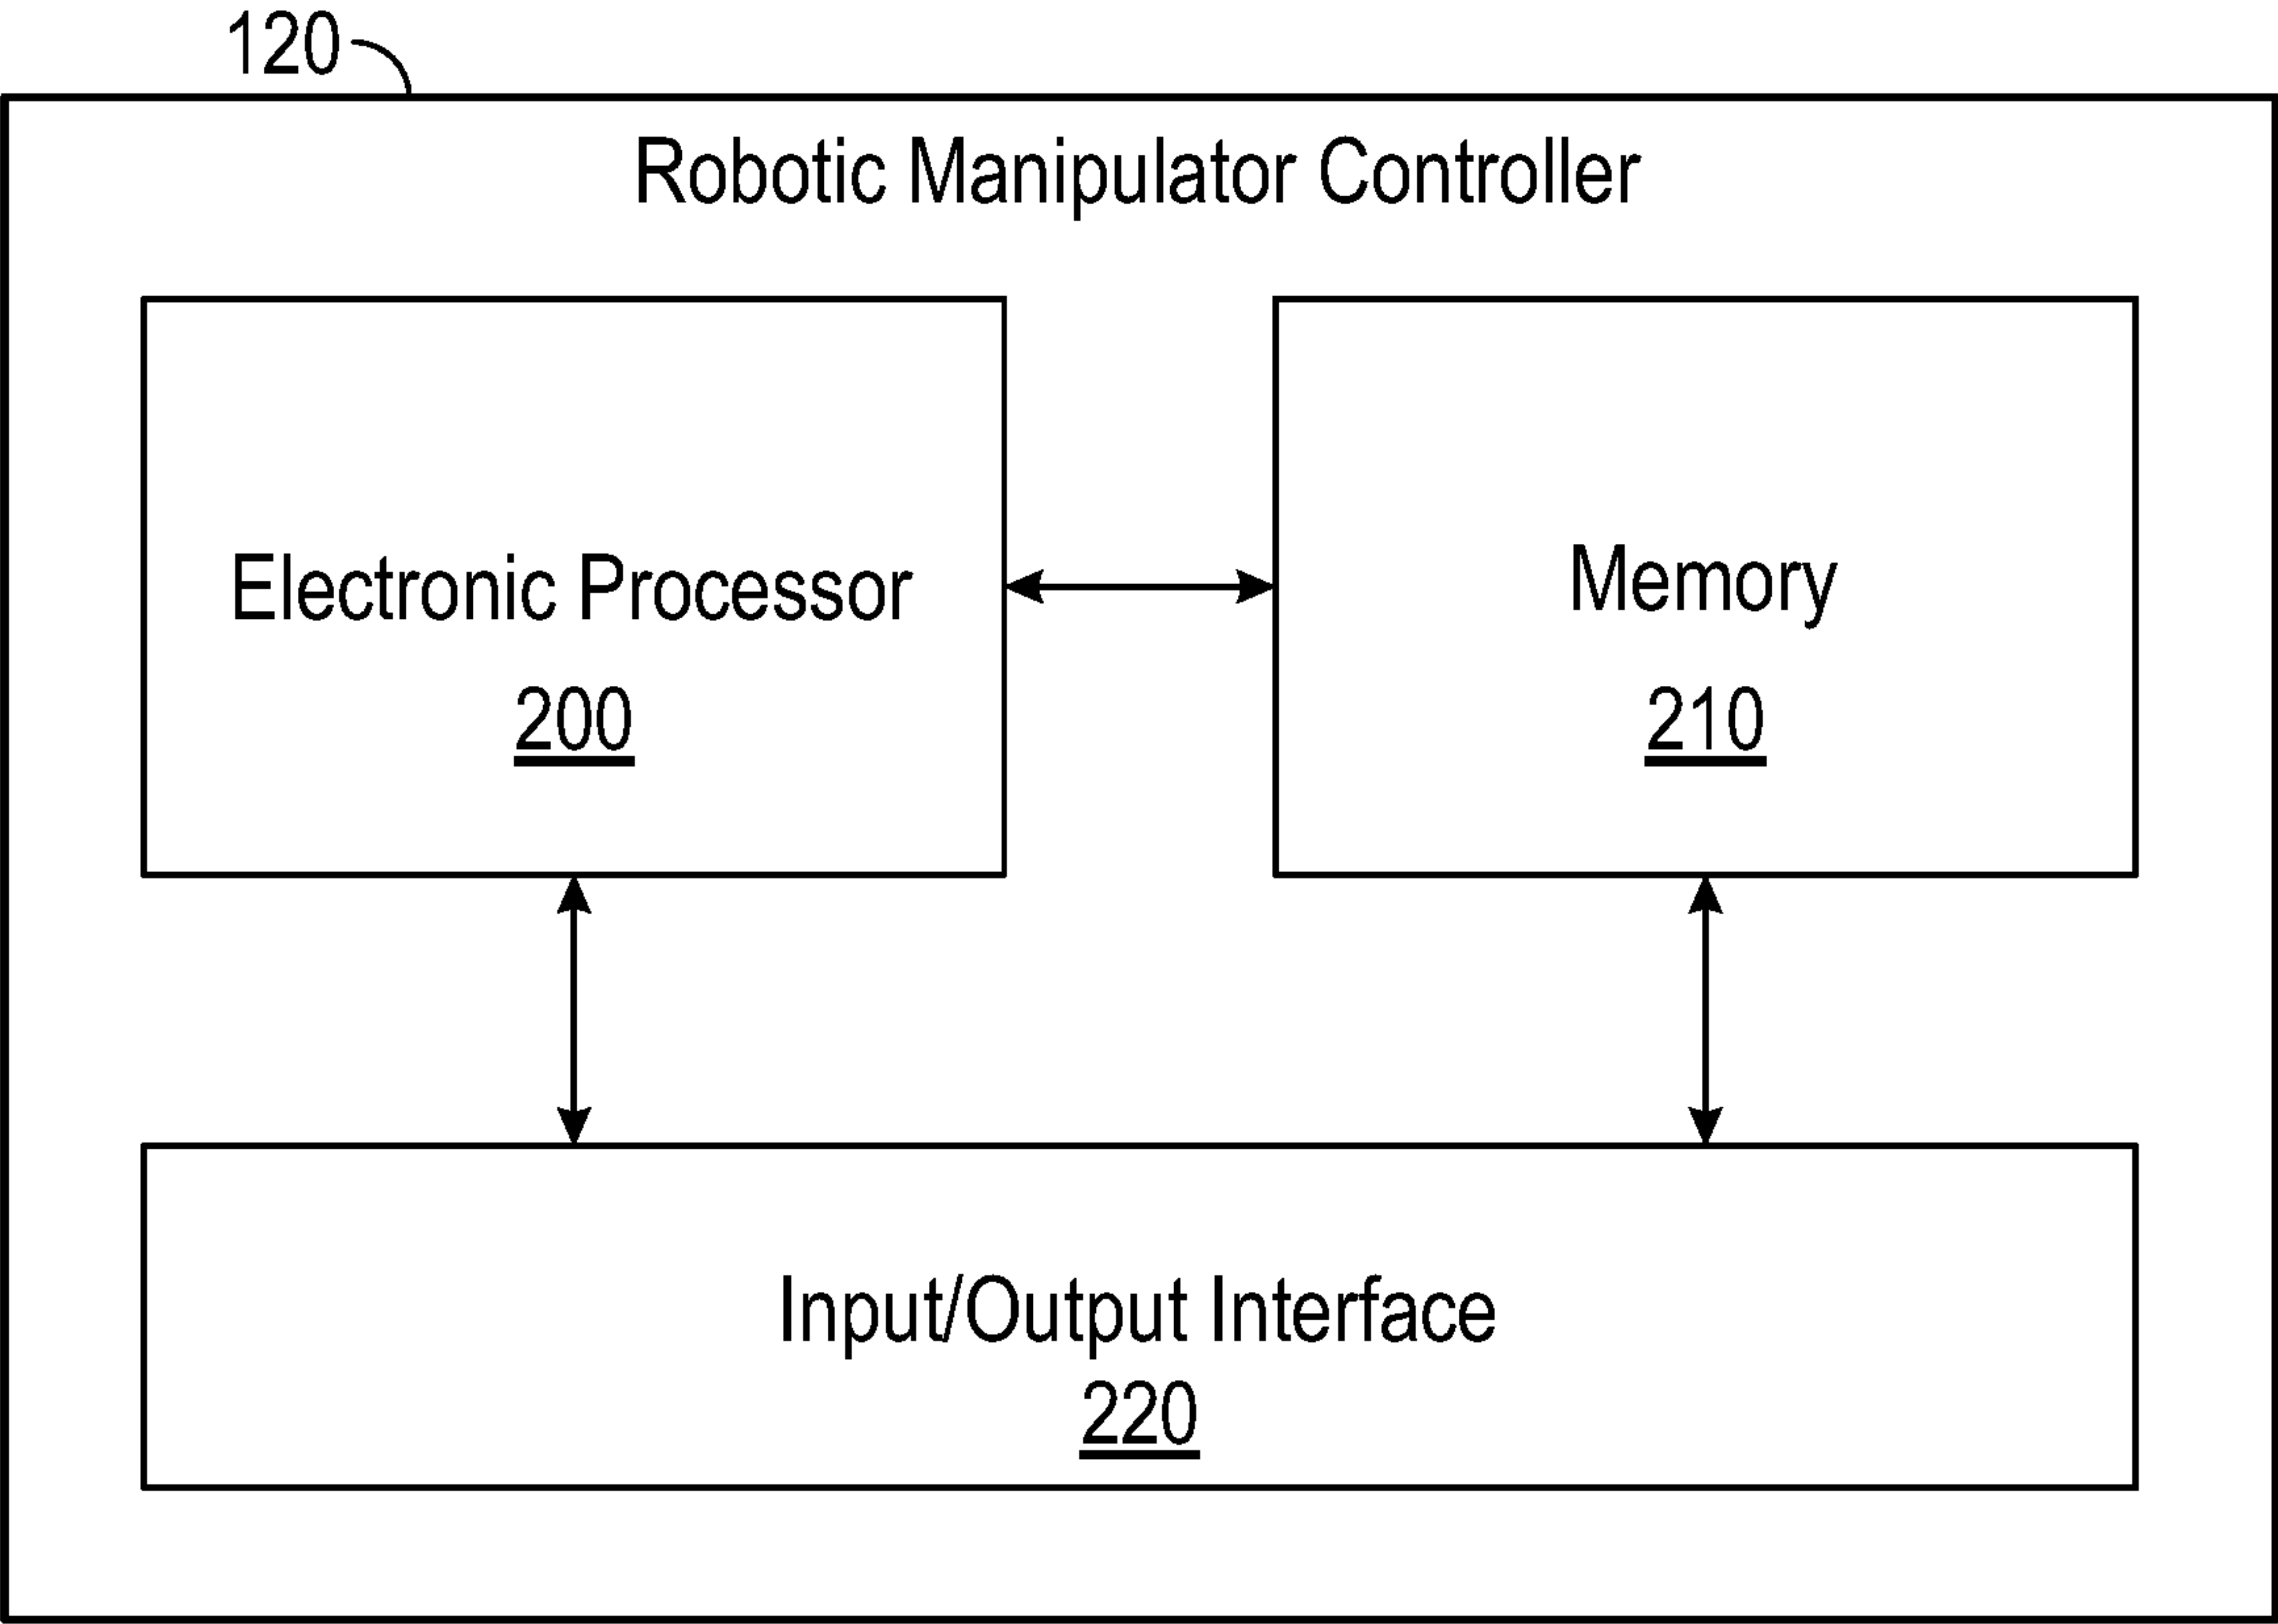 120
Robotic Manipulator Controller
Electronic Processor
200
Memory
210
Input/Output Interface
220